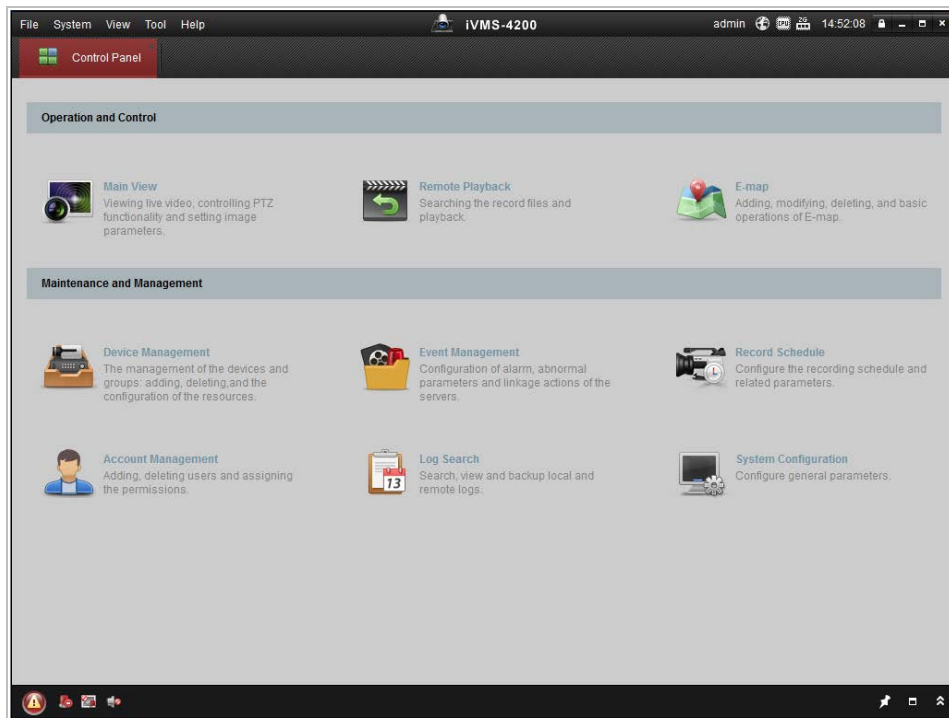 File System View Tool Help iVMS-4200 admin CPU 2G 14:52:08
Control Panel
Operation and Control
Main View
Viewing live video, controlling PTZ
functionality and setting image
parameters.
Remote Playback
Searching the record files and
playback.
E-map
Adding, modifying, deleting, and basic
operations of E-map.
Maintenance and Management
Device Management
The management of the devices and
groups: adding, deleting,and the
configuration of the resources.
Event Management
Configuration of alarm, abnormal
parameters and linkage actions of the
servers.
Record Schedule
Configure the recording schedule and
related parameters.
Account Management
Adding, deleting users and assigning
the permissions.
13
Log Search
Search, view and backup local and
remote logs.
System Configuration
Configure general parameters.